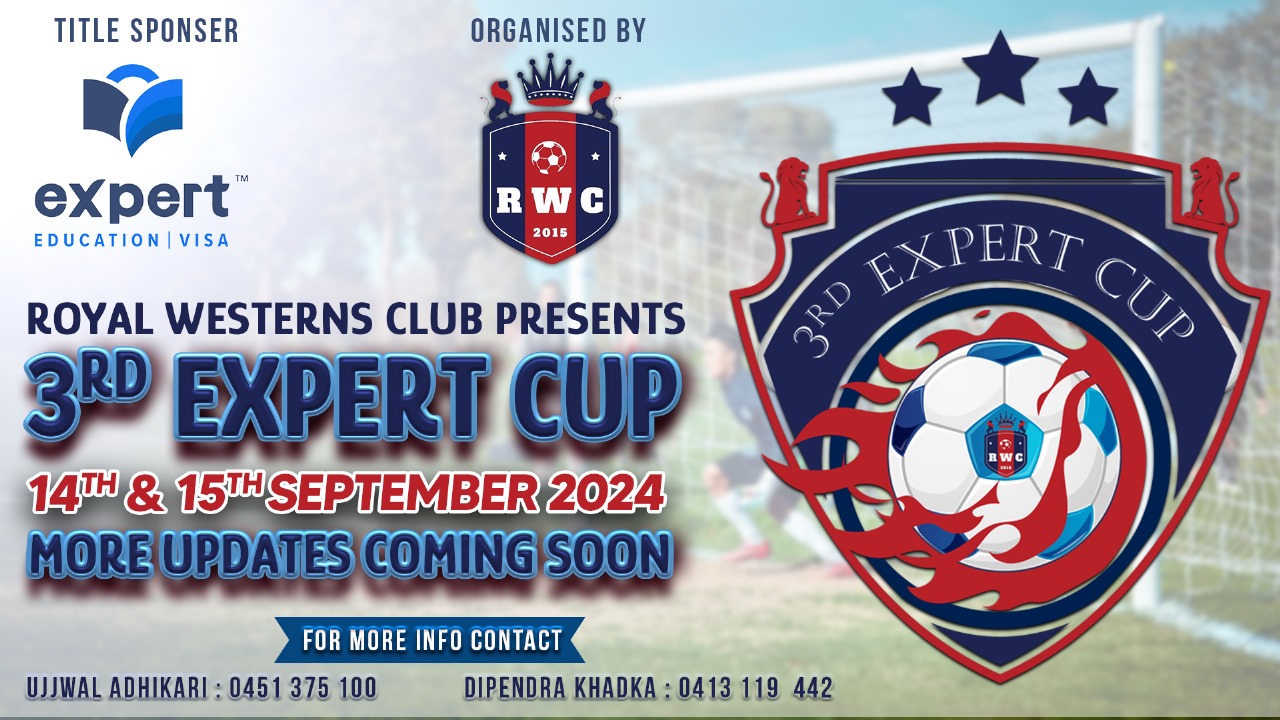 TITLE SPONSER
expert™
EDUCATION | VISA
ORGANISED BY
RWC
2015
ROYAL WESTERNS CLUB PRESENTS
3RD EXPERT CUP
14TH & 15TH SEPTEMBER 2024
MORE UPDATES COMING SOON
FOR MORE INFO CONTACT
UJJWAL ADHIKARI : 0451 375 100
DIPENDRA KHADKA : 0413 119 442
3RD EXPERT CUP
RWC
2015